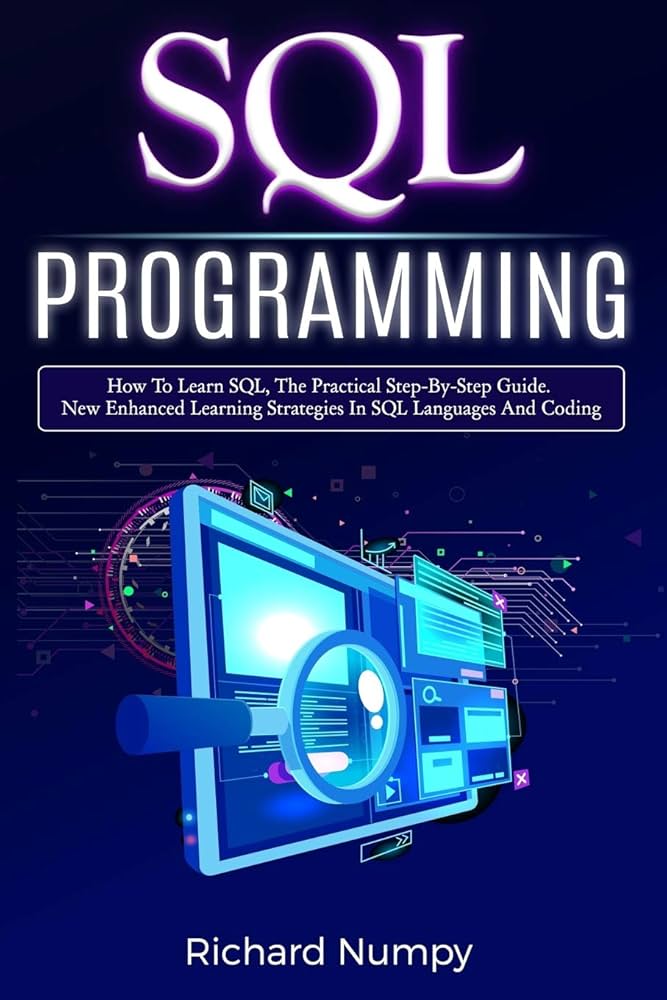 SQL
PROGRAMMING
How To Learn SQL, The Practical Step-By-Step Guide.
New Enhanced Learning Strategies In SQL Languages And Coding
Richard Numpy